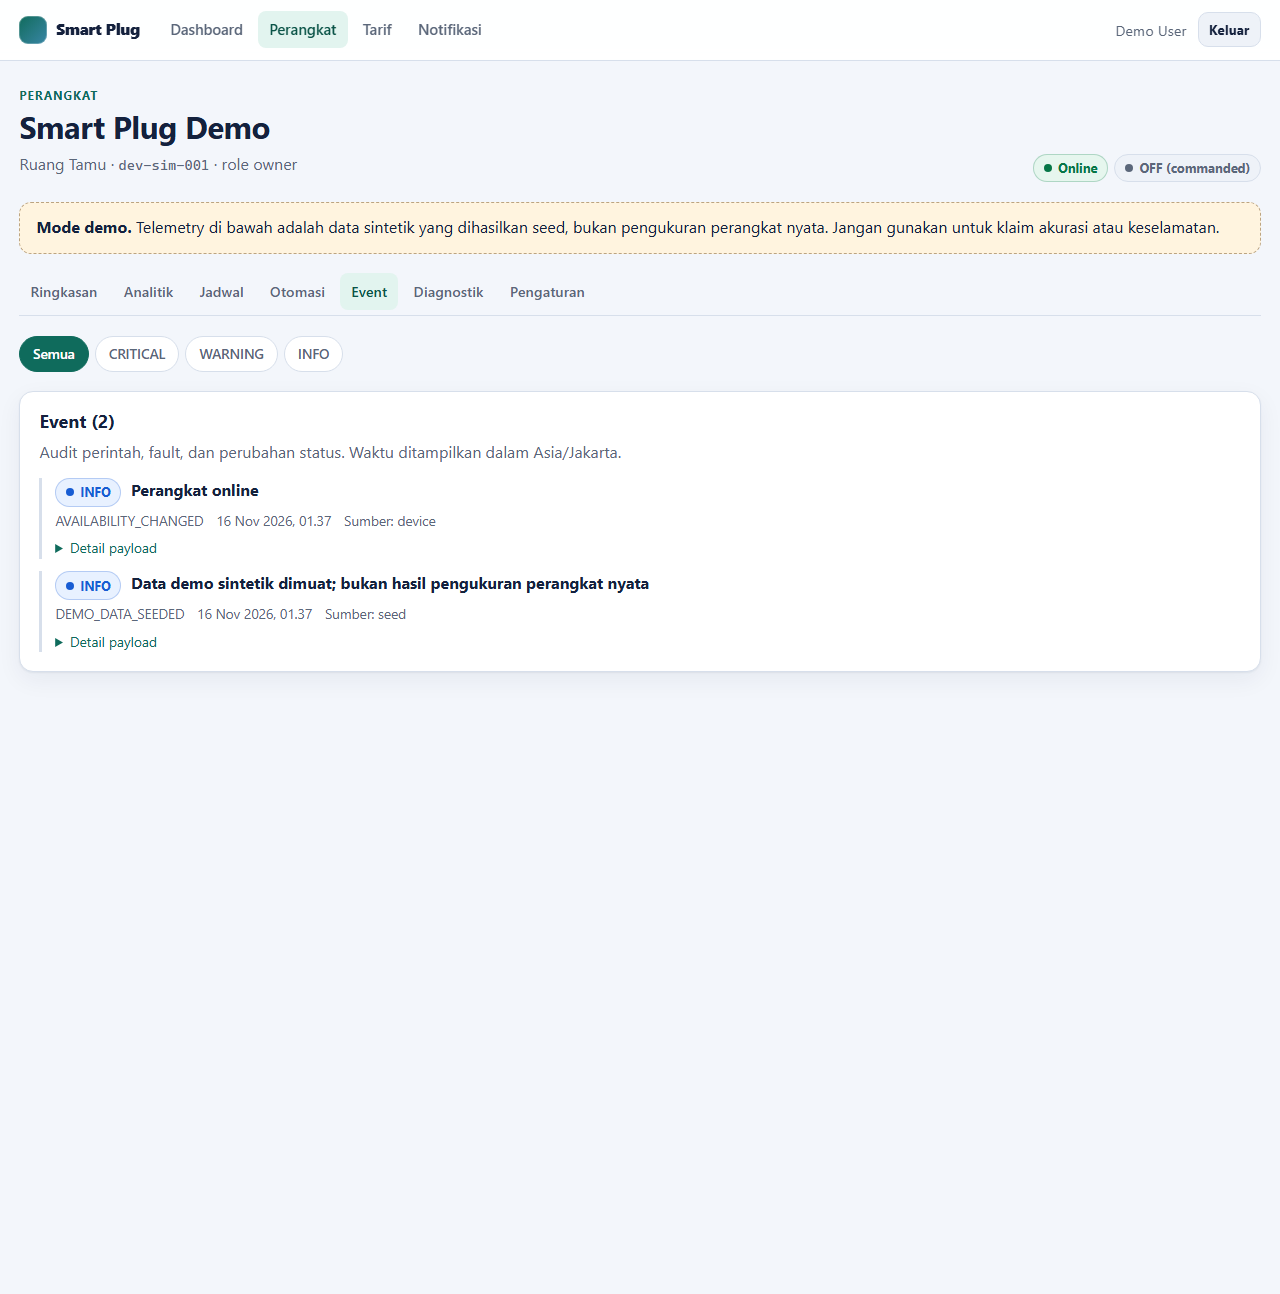 Smart Plug Dashboard Perangkat Tarif Notifikasi Demo User Keluar
PERANGKAT
Smart Plug Demo
Ruang Tamu · dev-sim-001 · role owner
Online OFF (commanded)
Mode demo. Telemetry di bawah adalah data sintetik yang dihasilkan seed, bukan pengukuran perangkat nyata. Jangan gunakan untuk klaim akurasi atau keselamatan.
Ringkasan Analitik Jadwal Otomasi Event Diagnostik Pengaturan
Semua CRITICAL WARNING INFO
Event (2)
Audit perintah, fault, dan perubahan status. Waktu ditampilkan dalam Asia/Jakarta.
INFO Perangkat online
AVAILABILITY_CHANGED 16 Nov 2026, 01.37 Sumber: device
Detail payload
INFO Data demo sintetik dimuat; bukan hasil pengukuran perangkat nyata
DEMO_DATA_SEEDED 16 Nov 2026, 01.37 Sumber: seed
Detail payload